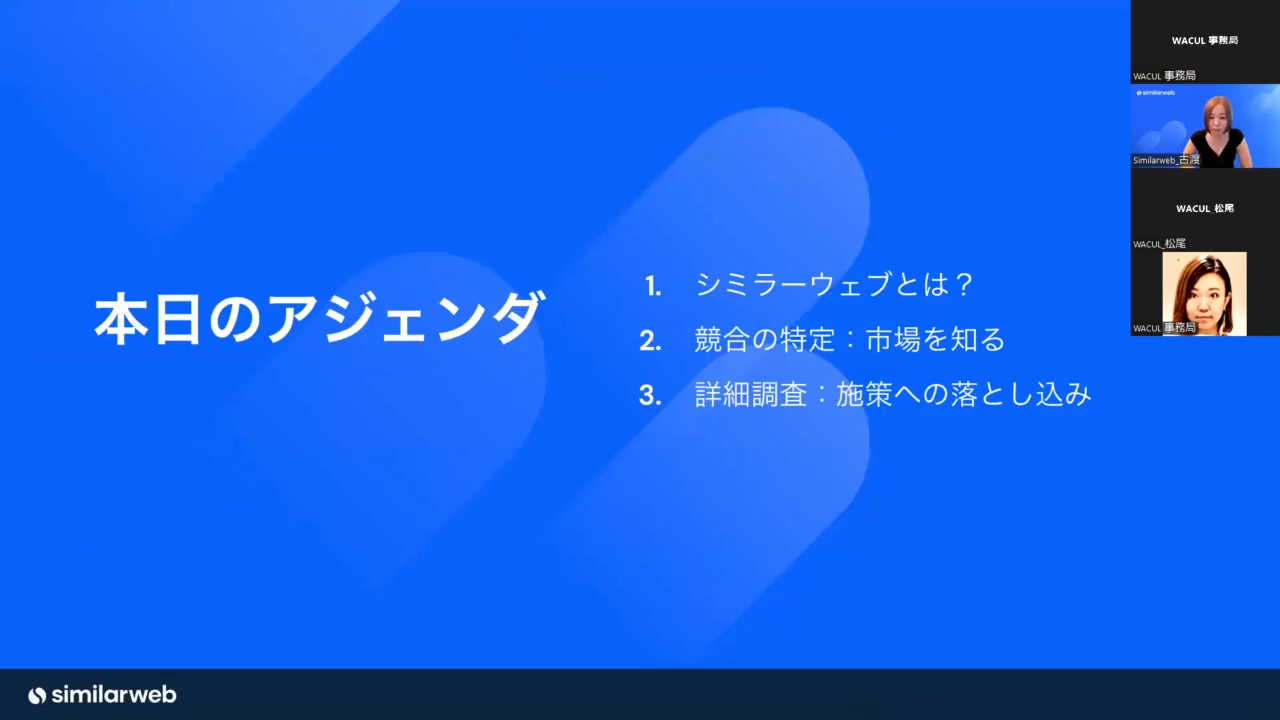 本日のアジェンダ
1. シミラーウェブとは？
2. 競合の特定：市場を知る
3. 詳細調査：施策への落とし込み
similarweb
WACUL 事務局
WACUL 事務局
similarweb
Similarweb_古渡
WACUL 松尾
WACUL_松尾
WACUL 事務局